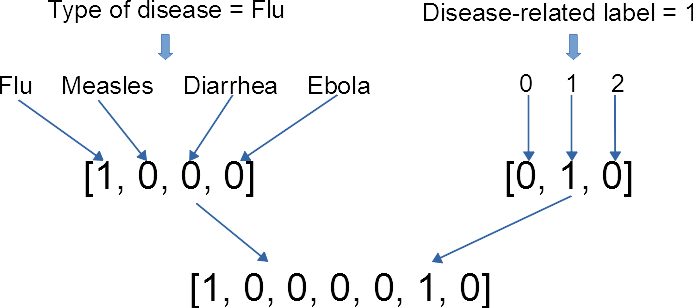 Type of disease = Flu
Disease-related label = 1
Flu Measles Diarrhea Ebola
0 1 2
[1, 0, 0, 0]
[0, 1, 0]
[1, 0, 0, 0, 0, 1, 0]